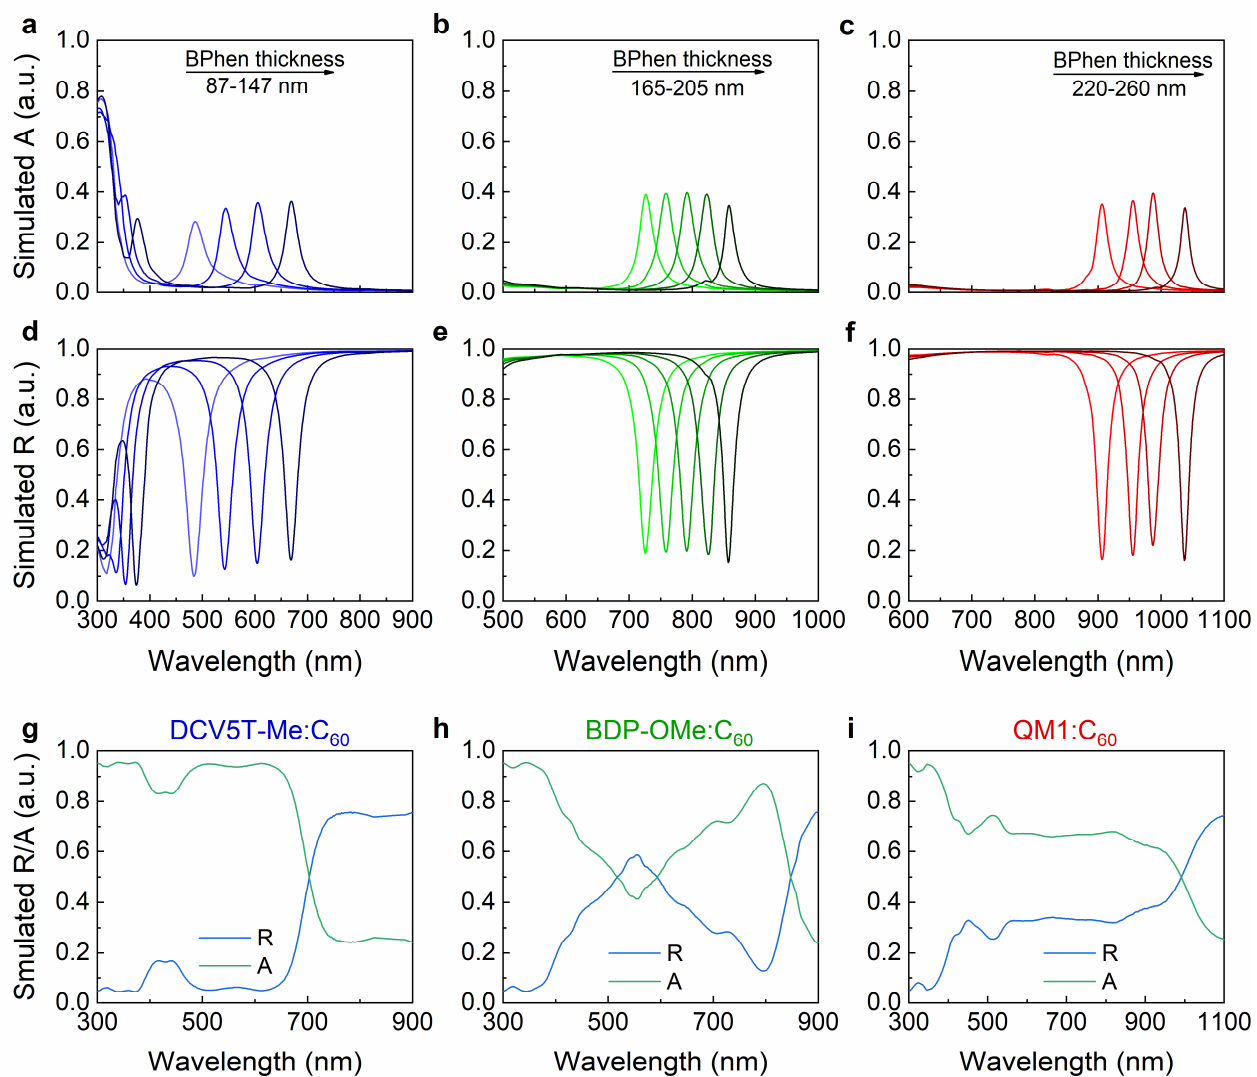 a
b
c
1.0
0.8
0.6
0.4
0.2
0.0
Simulated A (a.u.)
BPhen thickness
87-147 nm
1.0
0.8
0.6
0.4
0.2
0.0
BPhen thickness
165-205 nm
1.0
0.8
0.6
0.4
0.2
0.0
BPhen thickness
220-260 nm
d
e
f
1.0
0.8
0.6
0.4
0.2
0.0
Simulated R (a.u.)
300 400 500 600 700 800 900
Wavelength (nm)
1.0
0.8
0.6
0.4
0.2
0.0
500 600 700 800 900 1000
Wavelength (nm)
1.0
0.8
0.6
0.4
0.2
0.0
600 700 800 900 1000 1100
Wavelength (nm)
g
DCV5T-Me:C60
1.0
0.8
0.6
0.4
0.2
0.0
Smulated R/A (a.u.)
R
A
300 500 700 900
Wavelength (nm)
h
BDP-OMe:C60
1.0
0.8
0.6
0.4
0.2
0.0
R
A
300 500 700 900
Wavelength (nm)
i
QM1:C60
1.0
0.8
0.6
0.4
0.2
0.0
R
A
300 500 700 900 1100
Wavelength (nm)